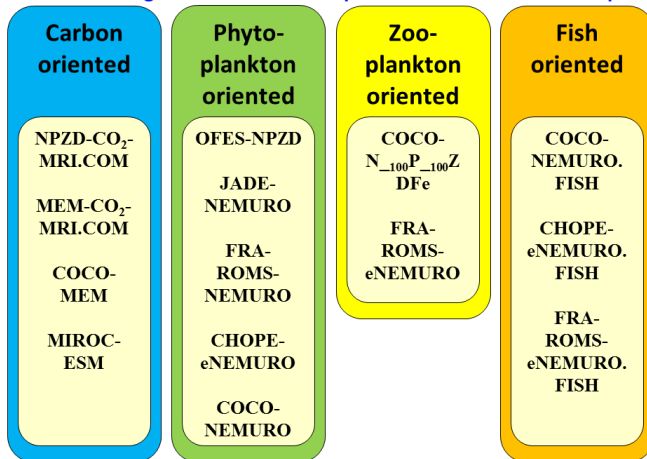 Carbon
oriented
NPZD-CO₂-
MRI.COM
MEM-CO₂-
MRI.COM
COCO-
MEM
MIROC-
ESM
Phyto-
plankton
oriented
OFES-NPZD
JADE-
NEMURO
FRA-
ROMS-
NEMURO
CHOPE-
eNEMURO
COCO-
NEMURO
Zoo-
plankton
oriented
COCO-
N_₁₀₀P_₁₀₀Z
DFe
FRA-
ROMS-
eNEMURO
Fish
oriented
COCO-
NEMURO.
FISH
CHOPE-
eNEMURO.
FISH
FRA-
ROMS-
eNEMURO.
FISH